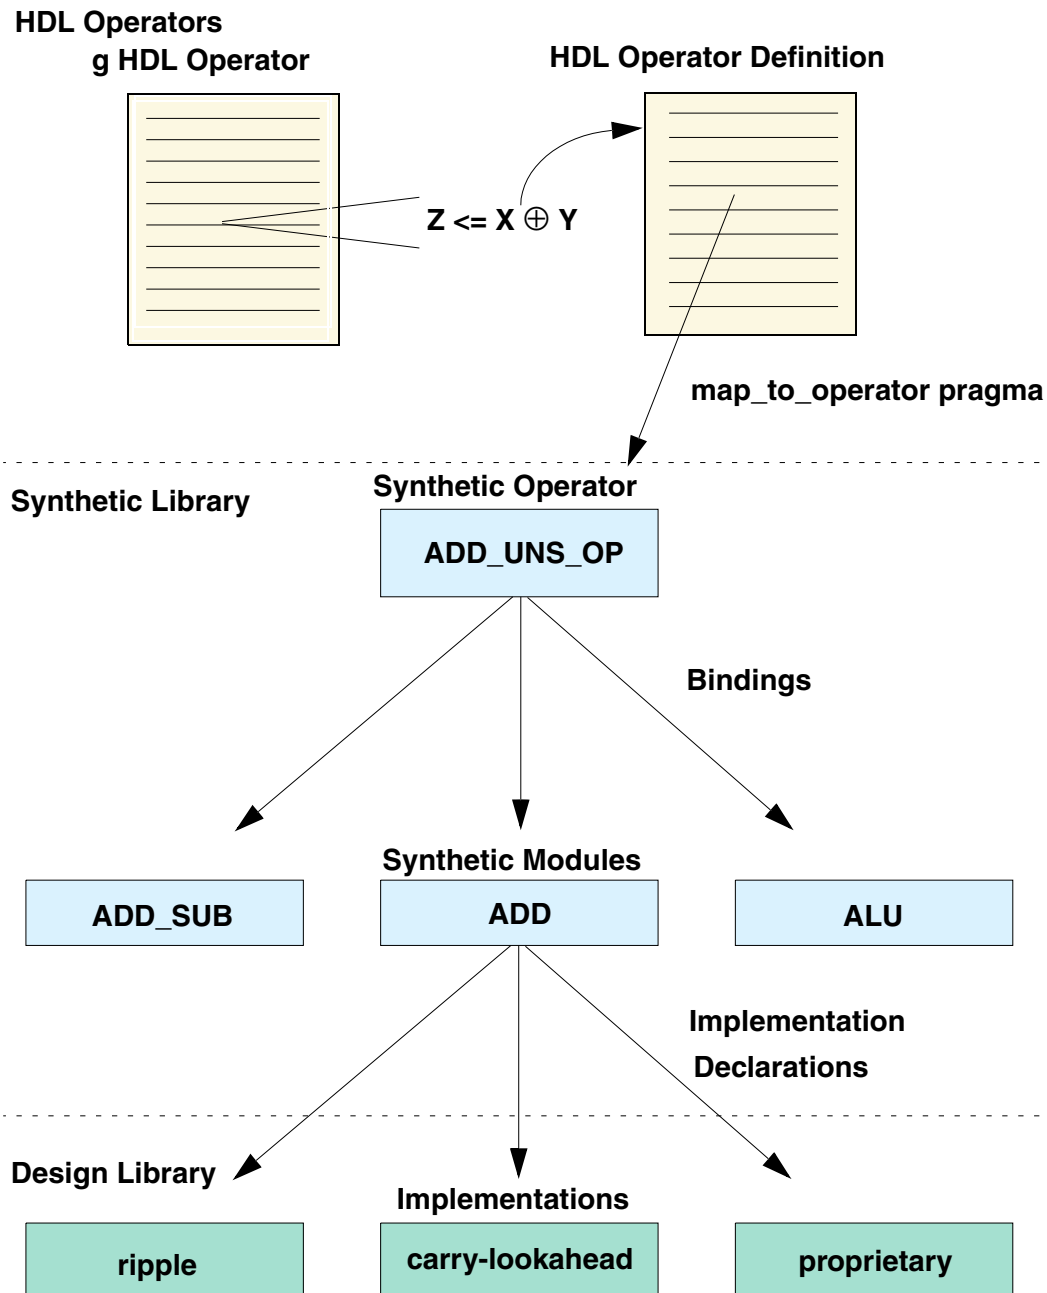 HDL Operators
g HDL Operator
HDL Operator Definition
Z <= X ⊕ Y
map_to_operator pragma
Synthetic Library
Synthetic Operator
ADD_UNS_OP
Bindings
Synthetic Modules
ADD_SUB
ADD
ALU
Implementation
Declarations
Design Library
Implementations
ripple
carry-lookahead
proprietary